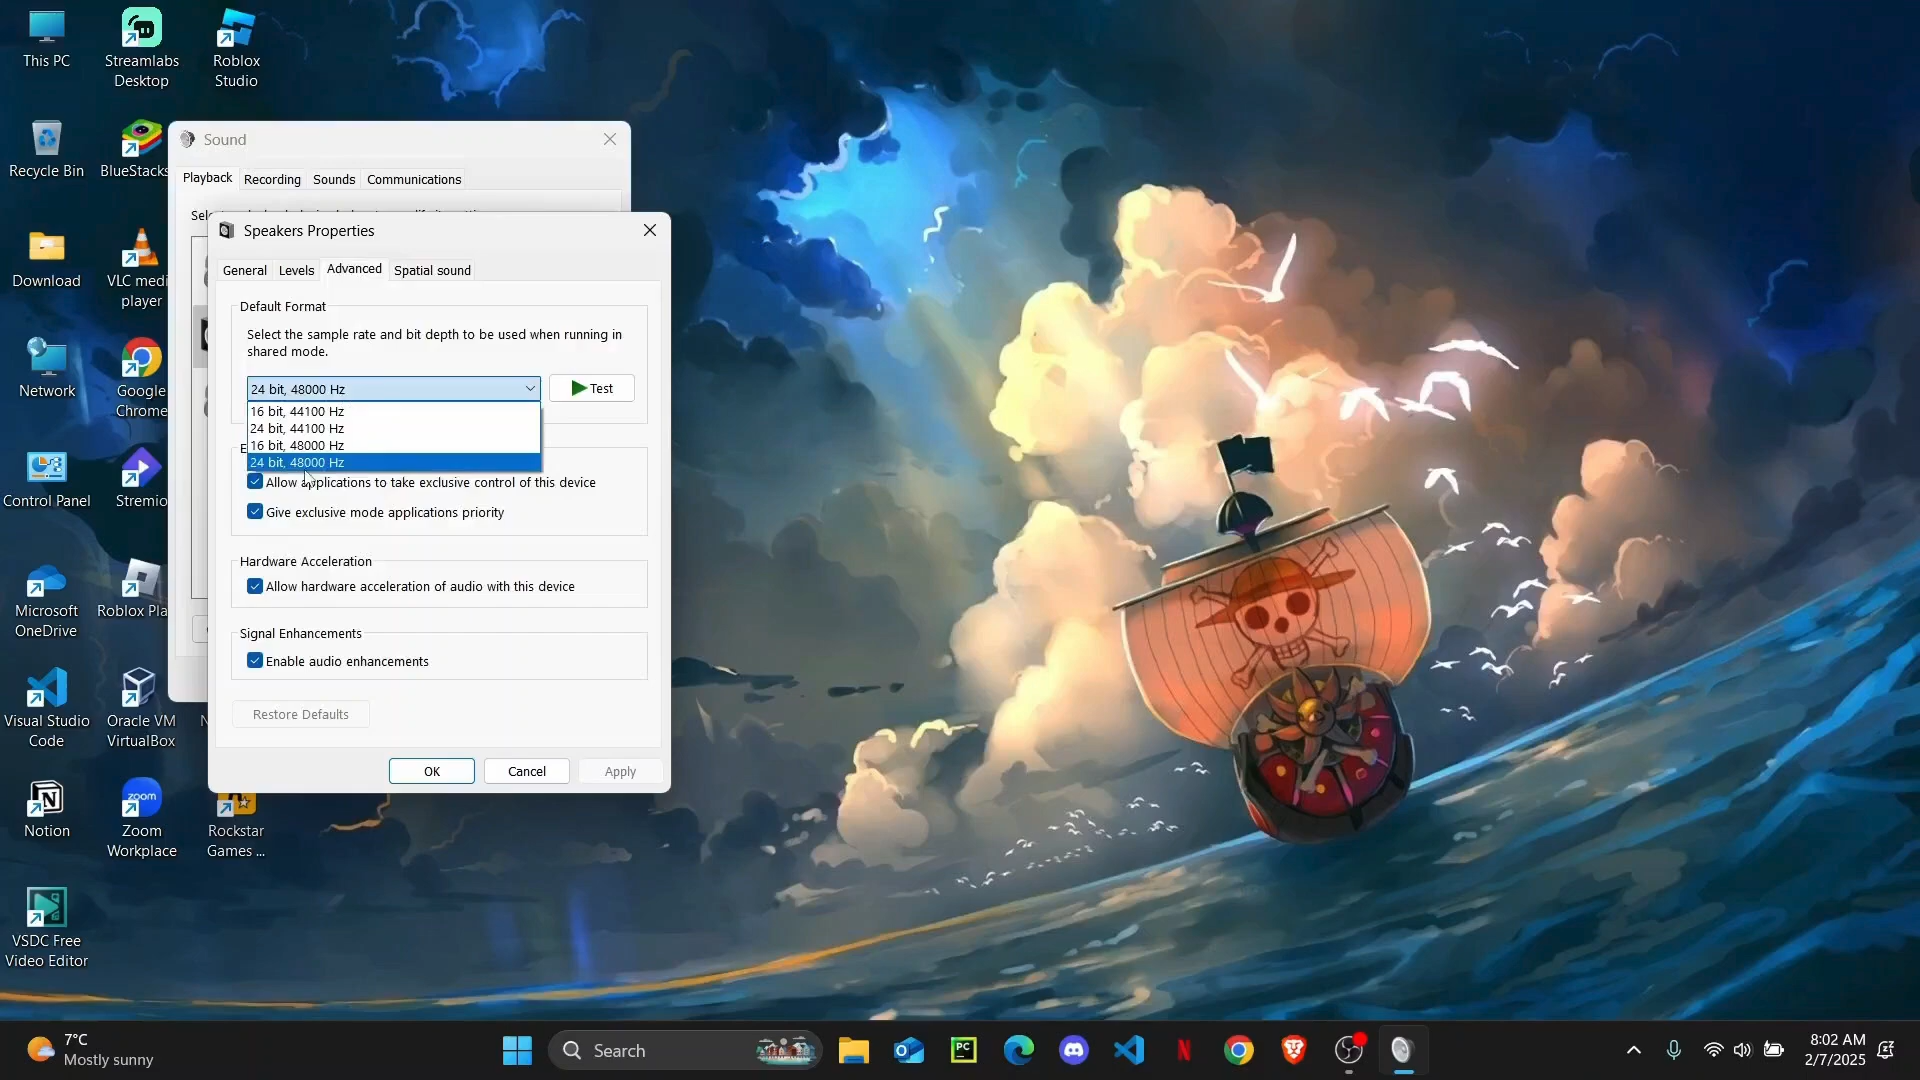 This PC
Streamlabs
Desktop
Roblox
Studio
Recycle Bin
BlueStacks
Download
VLC medi
player
Network
Google
Chrome
Control Panel
Stremio
Microsoft
OneDrive
Roblox Pla
Visual Studio
Code
Oracle VM
VirtualBox
Notion
zoom
Zoom
Workplace
Rockstar
Games ...
VSDC Free
Video Editor
Sound
Playback
Recording
Sounds
Communications
Speakers Properties
General
Levels
Advanced
Spatial sound
Default Format
Select the sample rate and bit depth to be used when running in
shared mode.
24 bit, 48000 Hz
Test
16 bit, 44100 Hz
24 bit, 44100 Hz
16 bit, 48000 Hz
24 bit, 48000 Hz
Allow applications to take exclusive control of this device
Give exclusive mode applications priority
Hardware Acceleration
Allow hardware acceleration of audio with this device
Signal Enhancements
Enable audio enhancements
Restore Defaults
OK
Cancel
Apply
7°C
Mostly sunny
Search
PC
N
8:02 AM
2/7/2025